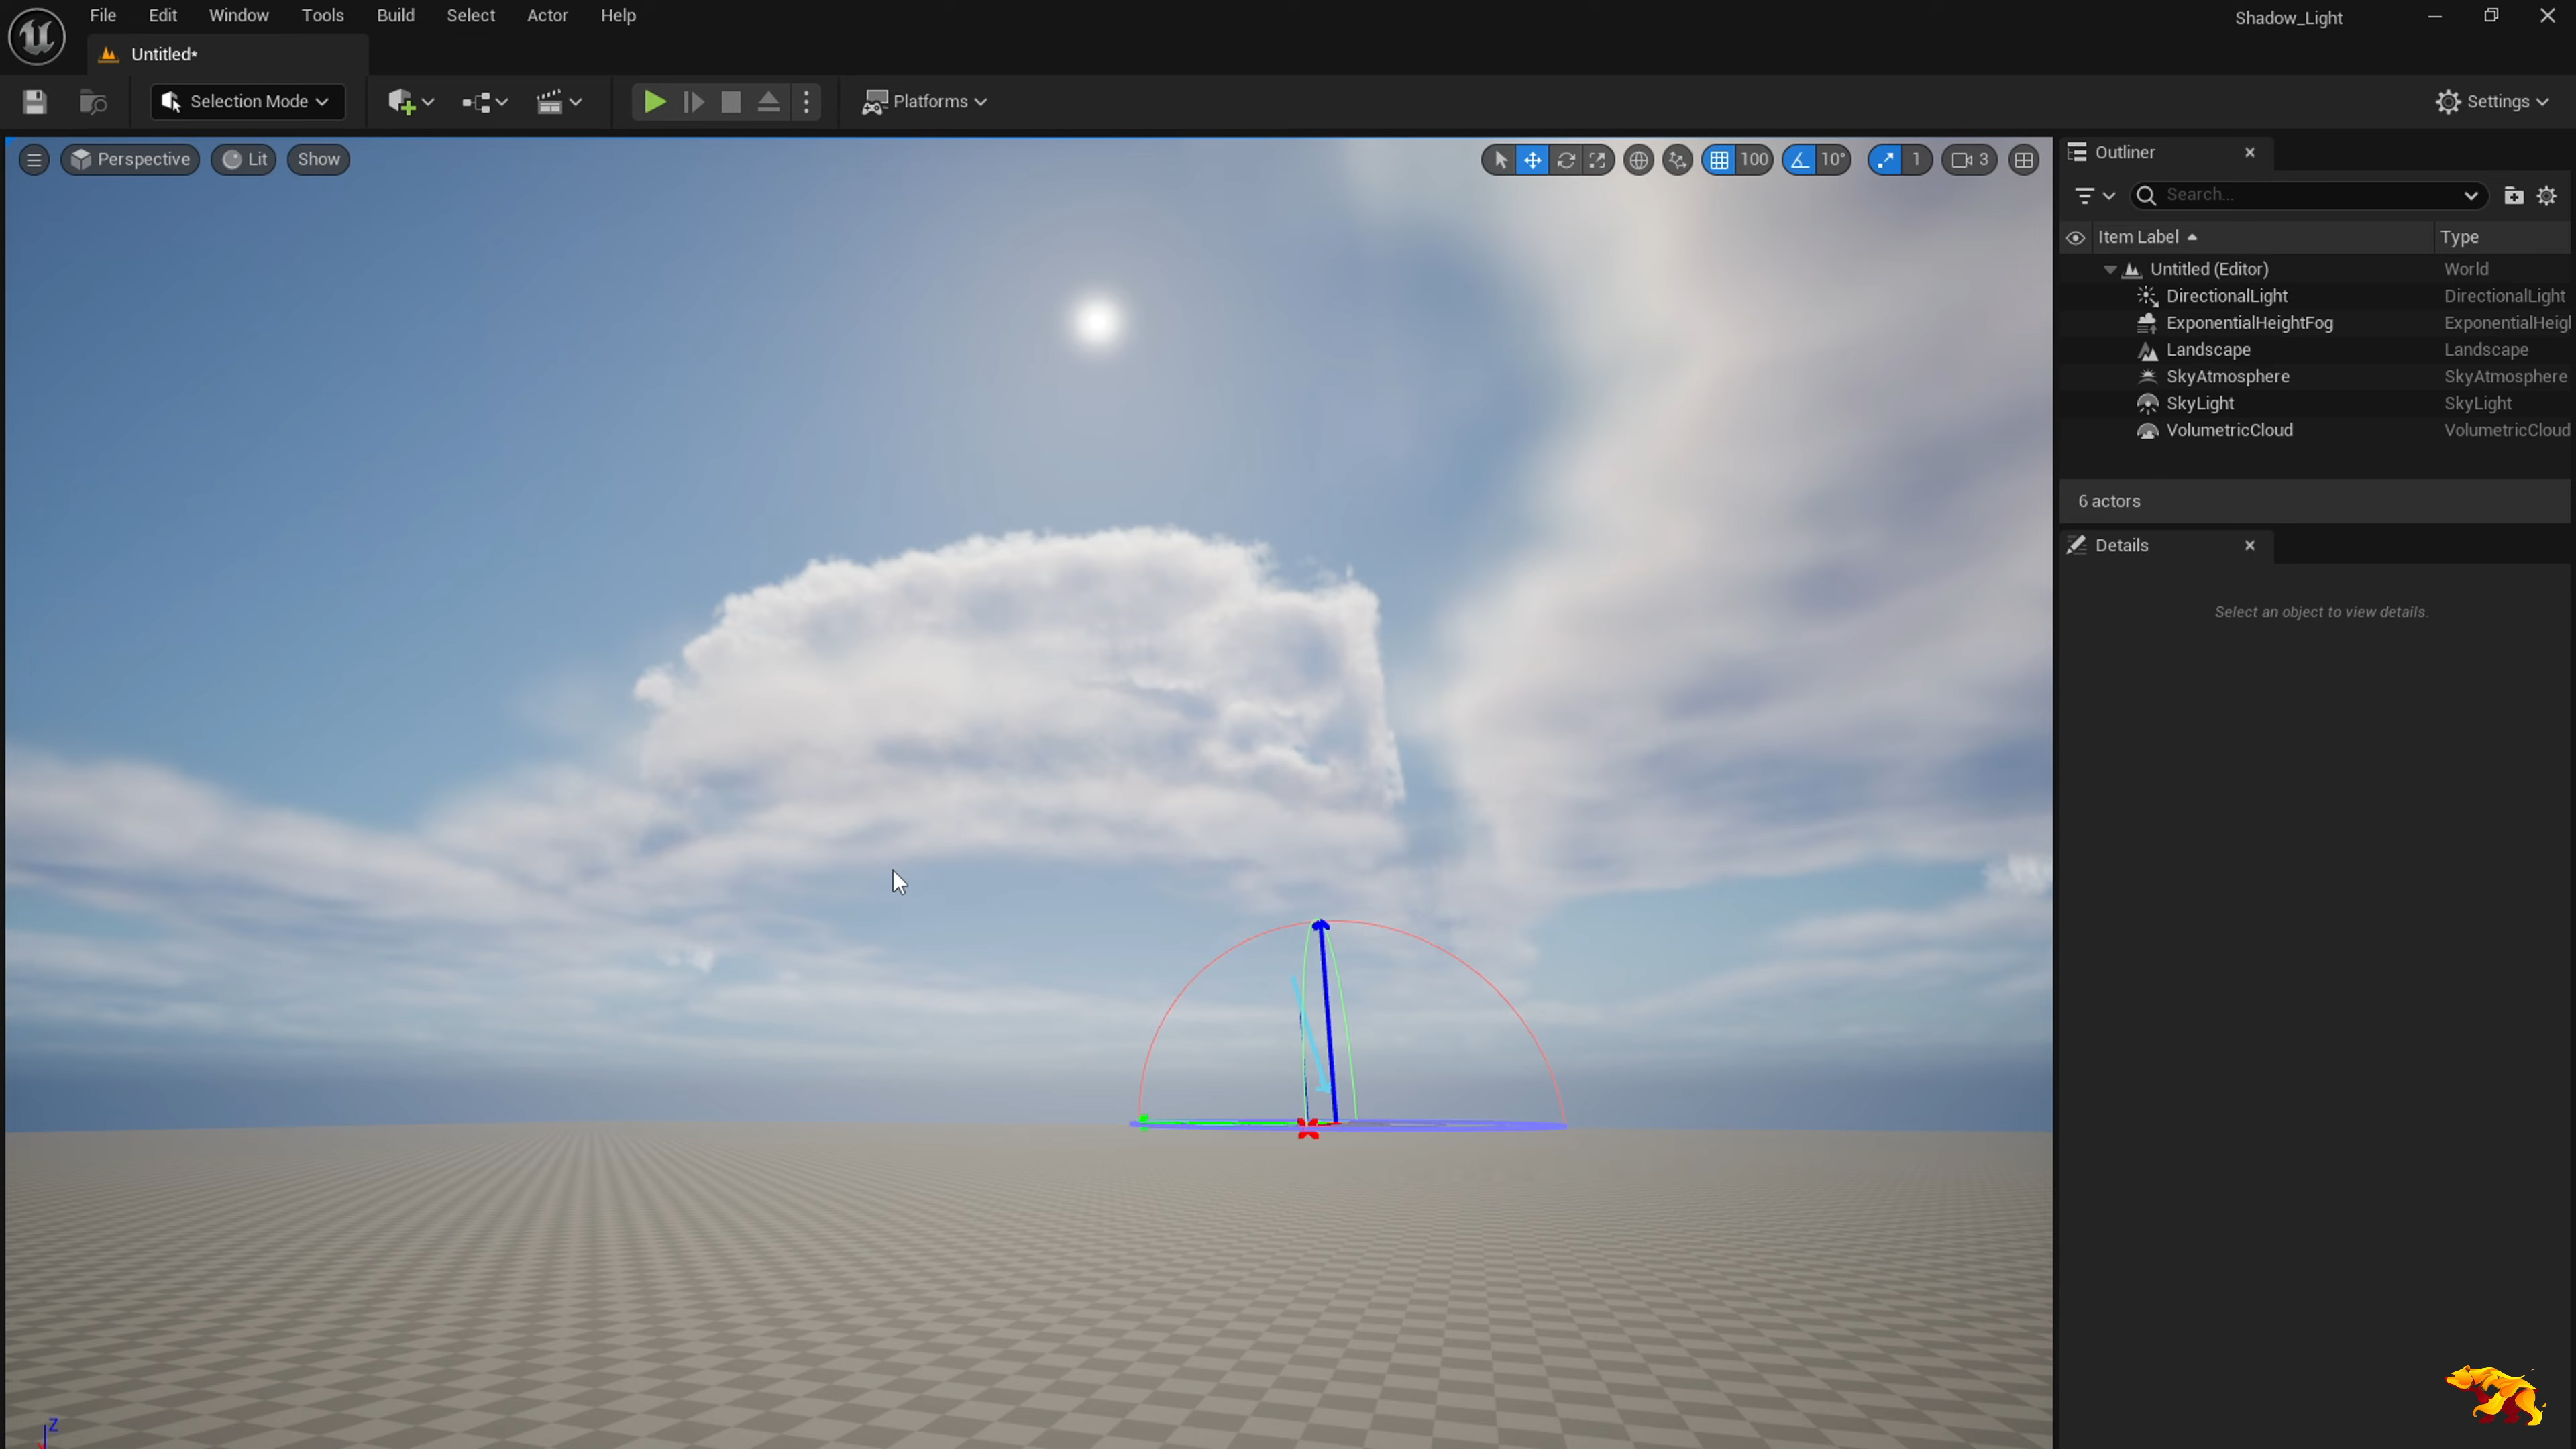 File Edit Window Tools Build Select Actor Help
Shadow_Light
Untitled*
Selection Mode
Platforms
Settings
Perspective Lit Show
100 10° 1 3
Outliner
Search...
Item Label Type
Untitled (Editor) World
DirectionalLight DirectionalLight
ExponentialHeightFog ExponentialHeig
Landscape Landscape
SkyAtmosphere SkyAtmosphere
SkyLight SkyLight
VolumetricCloud VolumetricCloud
6 actors
Details
Select an object to view details.
Z